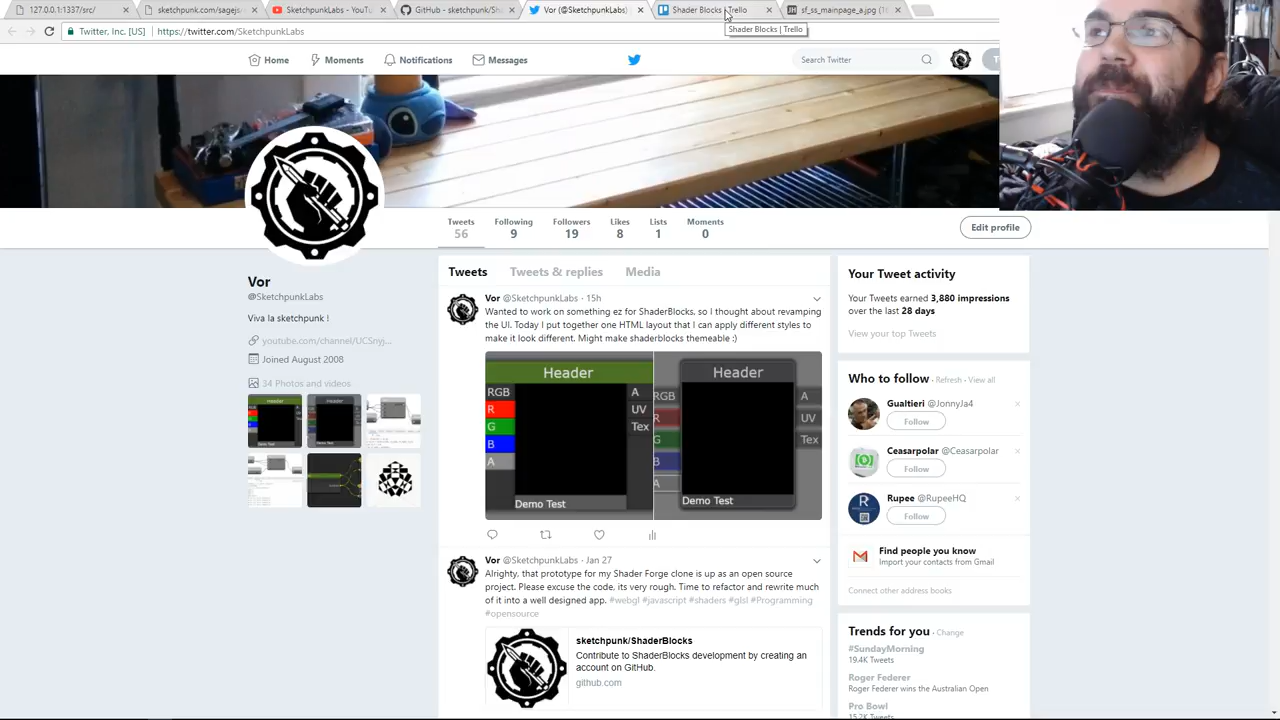 127.0.0.1:1337/src/
sketchpunk.com/sagejs
SketchpunkLabs - YouTu
GitHub - sketchpunk/Sha
Vor (@SketchpunkLabs)
Shader Blocks | Trello
sf_ss_mainpage_a.jpg (16
Shader Blocks | Trello
Twitter, Inc. [US]
https://twitter.com/SketchpunkLabs
Home
Moments
Notifications
Messages
Search Twitter
Tweets
56
Following
9
Followers
19
Likes
8
Lists
1
Moments
0
Edit profile
Vor
@SketchpunkLabs
Viva la sketchpunk !
youtube.com/channel/UCSnyj...
Joined August 2008
34 Photos and videos
Tweets
Tweets & replies
Media
Vor @SketchpunkLabs · 15h
Wanted to work on something ez for ShaderBlocks, so I thought about revamping
the UI. Today I put together one HTML layout that I can apply different styles to
make it look different. Might make shaderblocks themeable :)
Header
RGB
R
G
B
A
A
UV
Tex
Demo Test
Header
RGB
R
G
B
A
A
UV
Tex
Demo Test
Vor @SketchpunkLabs · Jan 27
Alrighty, that prototype for my Shader Forge clone is up as an open source
project. Please excuse the code, its very rough. Time to refactor and rewrite much
of it into a well designed app. #webgl #javascript #shaders #glsl #Programming
#opensource
sketchpunk/ShaderBlocks
Contribute to ShaderBlocks development by creating an
account on GitHub.
github.com
Your Tweet activity
Your Tweets earned 3,880 impressions
over the last 28 days
View your top Tweets
Who to follow · Refresh · View all
Gualtieri @JonnyJa4
Follow
Ceasarpolar @Ceasarpolar
Follow
Rupee @RupeeHQ
Follow
Find people you know
Import your contacts from Gmail
Connect other address books
Trends for you · Change
#SundayMorning
19.4K Tweets
Roger Federer
Roger Federer wins the Australian Open
Pro Bowl
15.2K Tweets